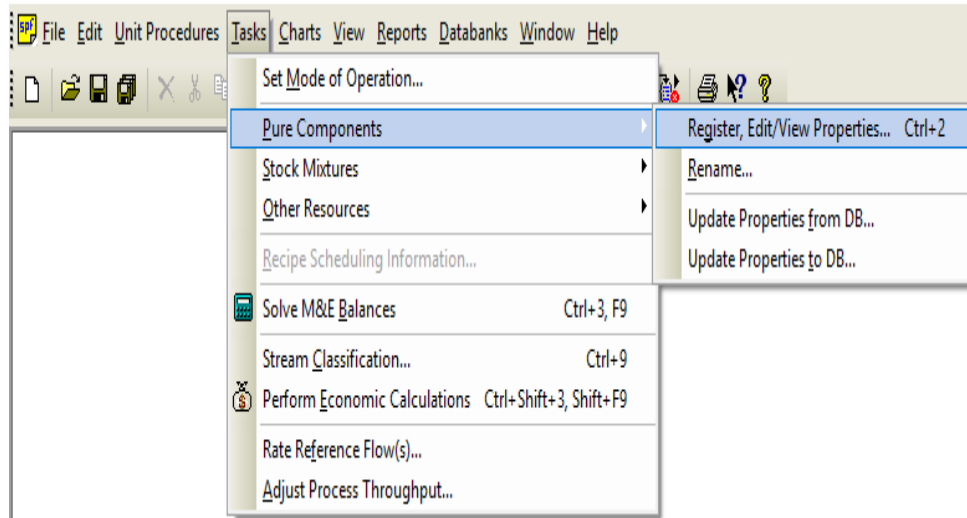 spf File Edit Unit Procedures Tasks Charts View Reports Databanks Window Help
Set Mode of Operation...
Pure Components
Stock Mixtures
Other Resources
Recipe Scheduling Information...
Solve M&E Balances Ctrl+3, F9
Stream Classification... Ctrl+9
Perform Economic Calculations Ctrl+Shift+3, Shift+F9
Rate Reference Flow(s)...
Adjust Process Throughput...
Register, Edit/View Properties... Ctrl+2
Rename...
Update Properties from DB...
Update Properties to DB...